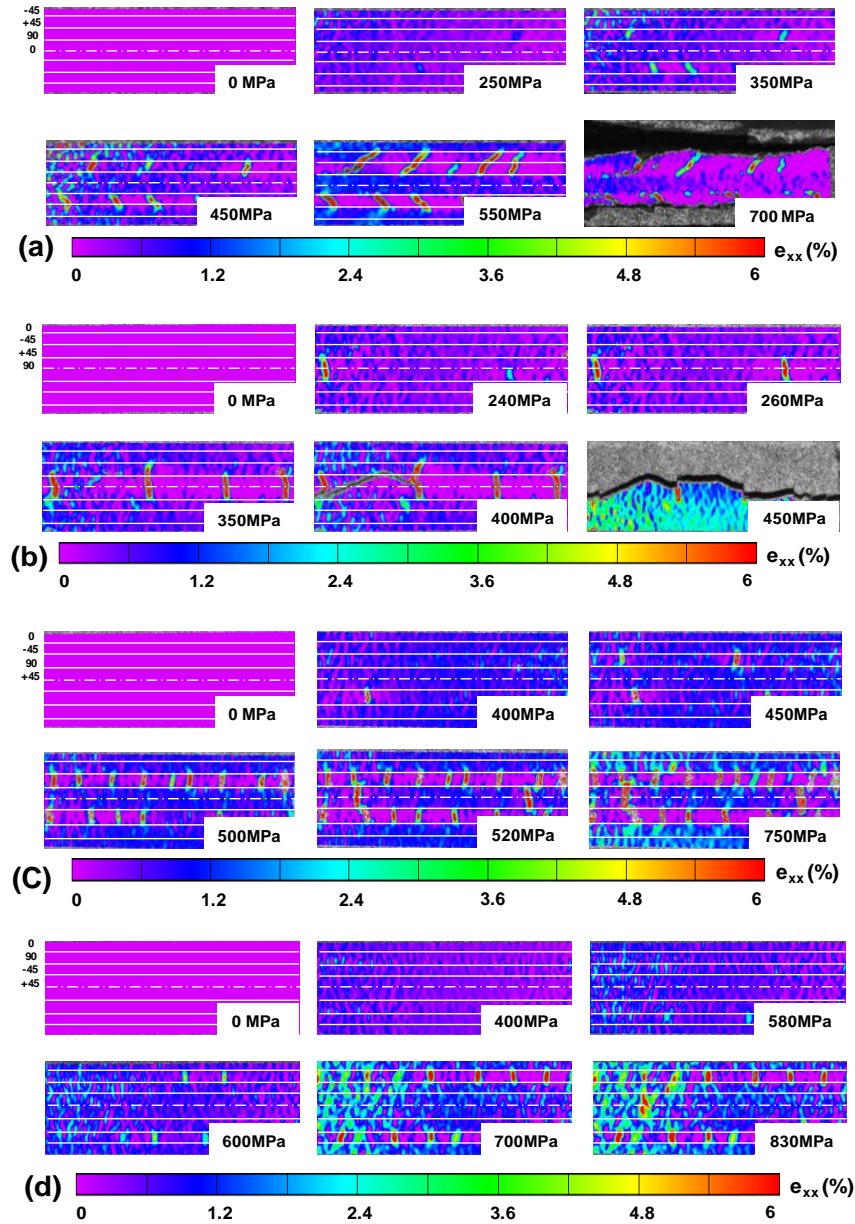 -45
+45
90
0
0 MPa
250MPa
350MPa
450MPa
550MPa
700 MPa
(a)
e_xx (%)
0 1.2 2.4 3.6 4.8 6
0
-45
+45
90
0 MPa
240MPa
260MPa
350MPa
400MPa
450MPa
(b)
e_xx (%)
0 1.2 2.4 3.6 4.8 6
0
-45
90
+45
0 MPa
400MPa
450MPa
500MPa
520MPa
750MPa
(C)
e_xx (%)
0 1.2 2.4 3.6 4.8 6
0
90
-45
+45
0 MPa
400MPa
580MPa
600MPa
700MPa
830MPa
(d)
e_xx (%)
0 1.2 2.4 3.6 4.8 6